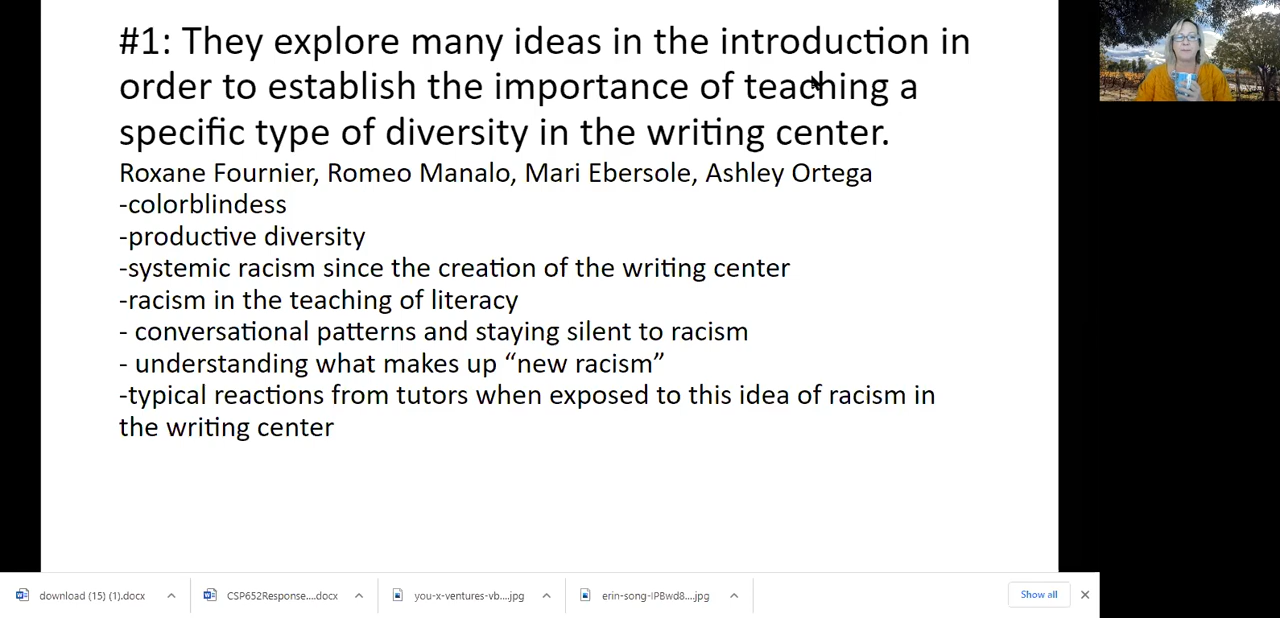 #1: They explore many ideas in the introduction in
order to establish the importance of teaching a
specific type of diversity in the writing center.
Roxane Fournier, Romeo Manalo, Mari Ebersole, Ashley Ortega
-colorblindess
-productive diversity
-systemic racism since the creation of the writing center
-racism in the teaching of literacy
- conversational patterns and staying silent to racism
- understanding what makes up “new racism”
-typical reactions from tutors when exposed to this idea of racism in
the writing center
download (15) (1).docx
CSP652Response....docx
you-x-ventures-vb....jpg
erin-song-IPBwd8....jpg
Show all